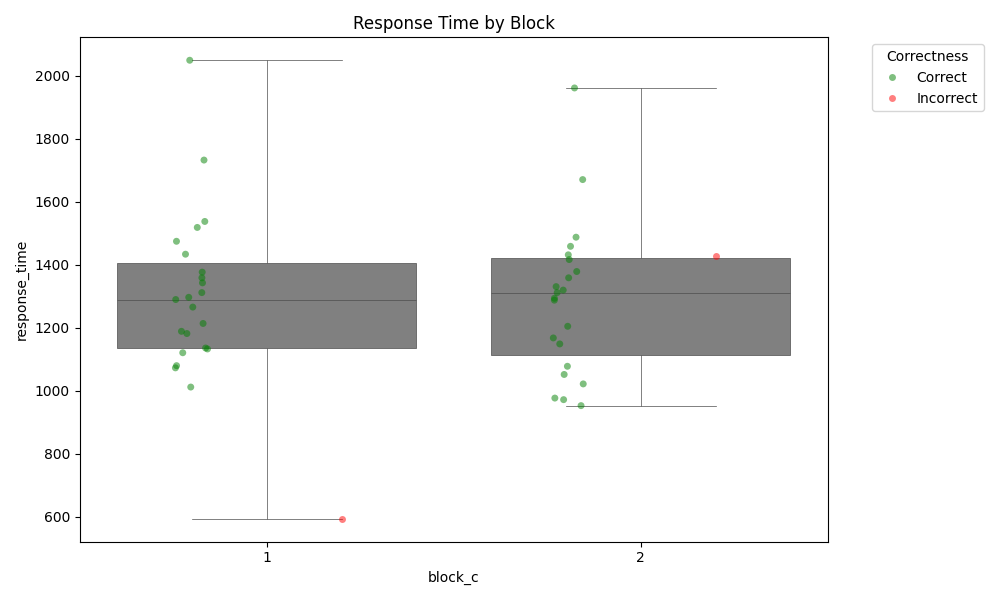 Response Time by Block
Correctness
Correct
Incorrect
response_time
2000
1800
1600
1400
1200
1000
800
600
1
2
block_c